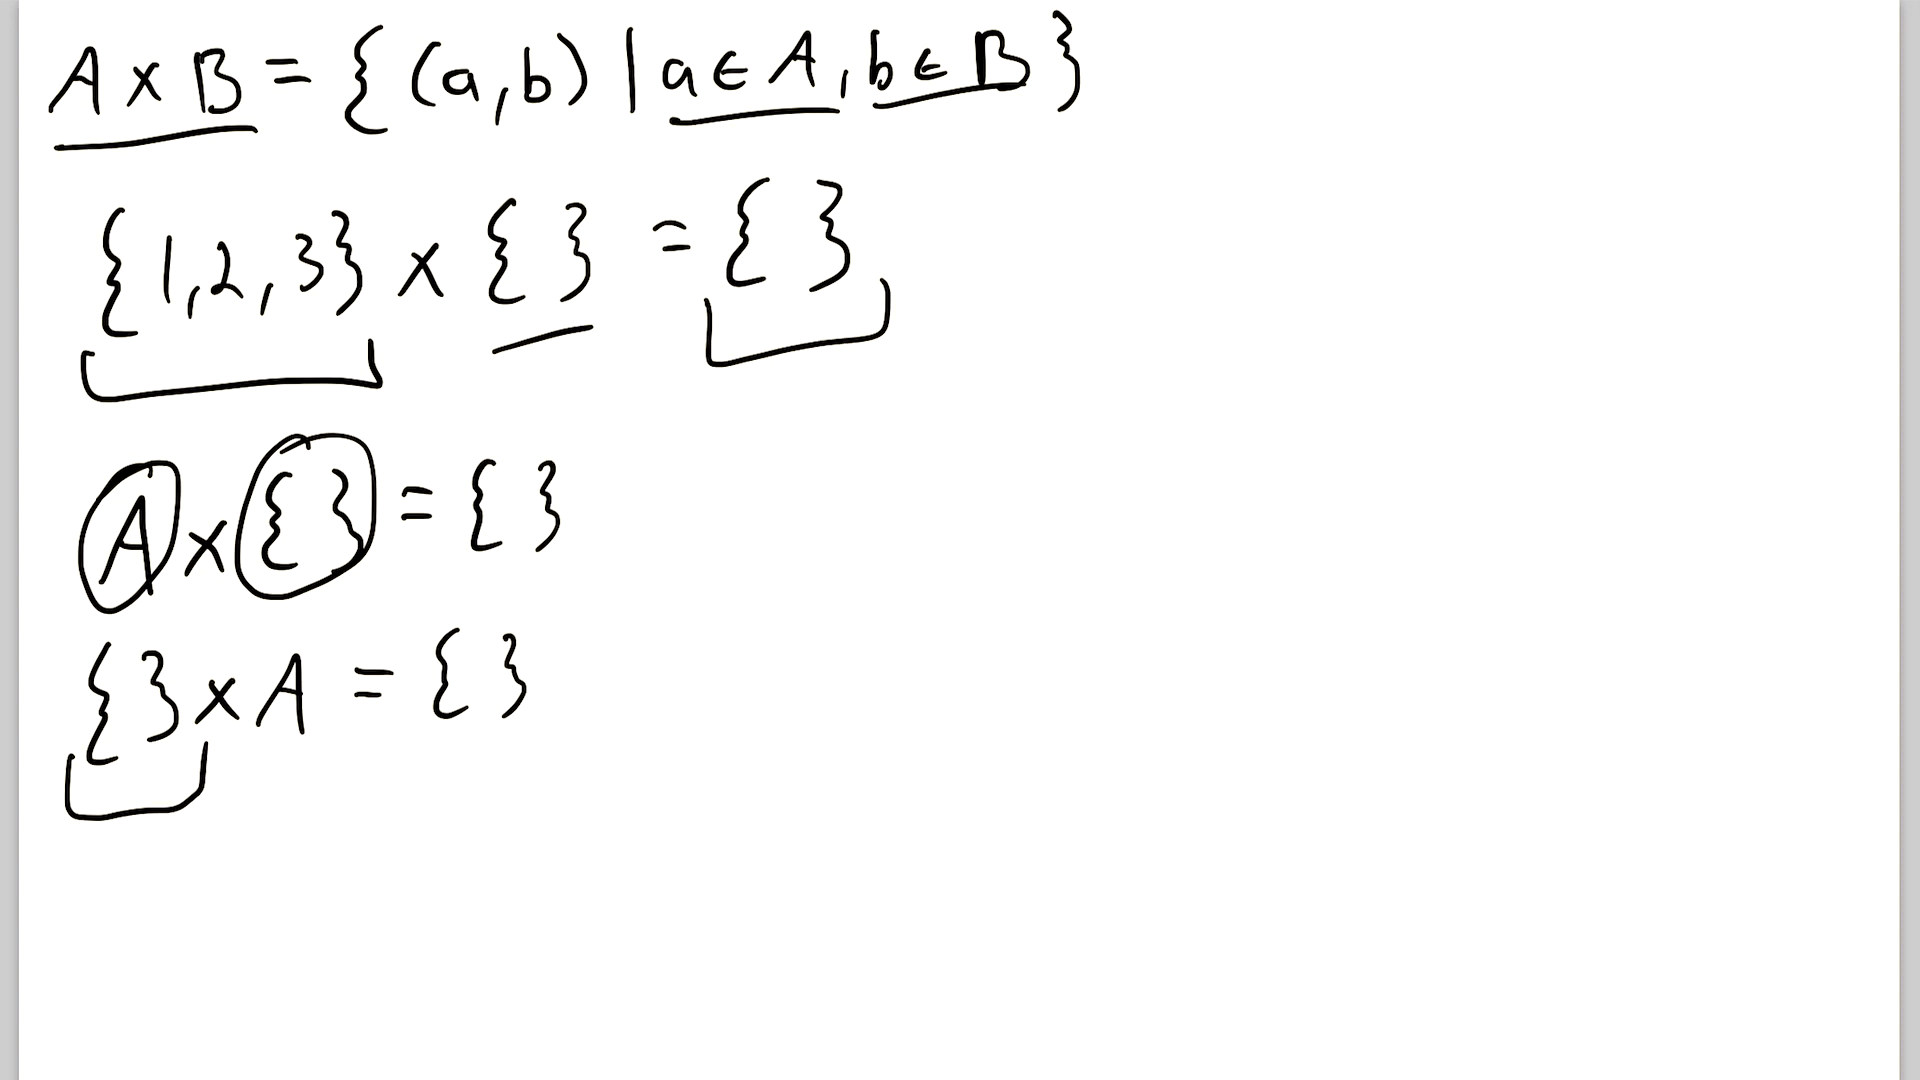 A × B = { (a,b) | a ∈ A, b ∈ B }
{1,2,3} × { } = { }
A × { } = { }
{ } × A = { }